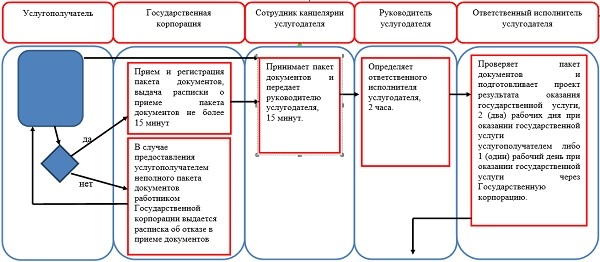 Услугополучатель
Государственная
корпорация
Сотрудник канцелярии
услугодателя
Руководитель
услугодателя
Ответственный исполнитель
услугодателя
да
нет
Прием и регистрация
пакета документов,
выдача расписки о
приеме пакета
документов не более
15 минут
В случае
предоставления
услугополучателем
неполного пакета
документов
работником
Государственной
корпорации выдается
расписка об отказе в
приеме документов
Принимает пакет
документов и
передает
руководителю
услугодателя,
15 минут.
Определяет
ответственного
исполнителя
услугодателя,
2 часа.
Проверяет пакет
документов и
подготовливает проект
результата оказания
государственной услуги,
2 (два) рабочих дня при
оказании государственной
услуги
услугополучателем либо
1 (один) рабочий день при
оказании государственной
услуги через
Государственную
корпорацию.